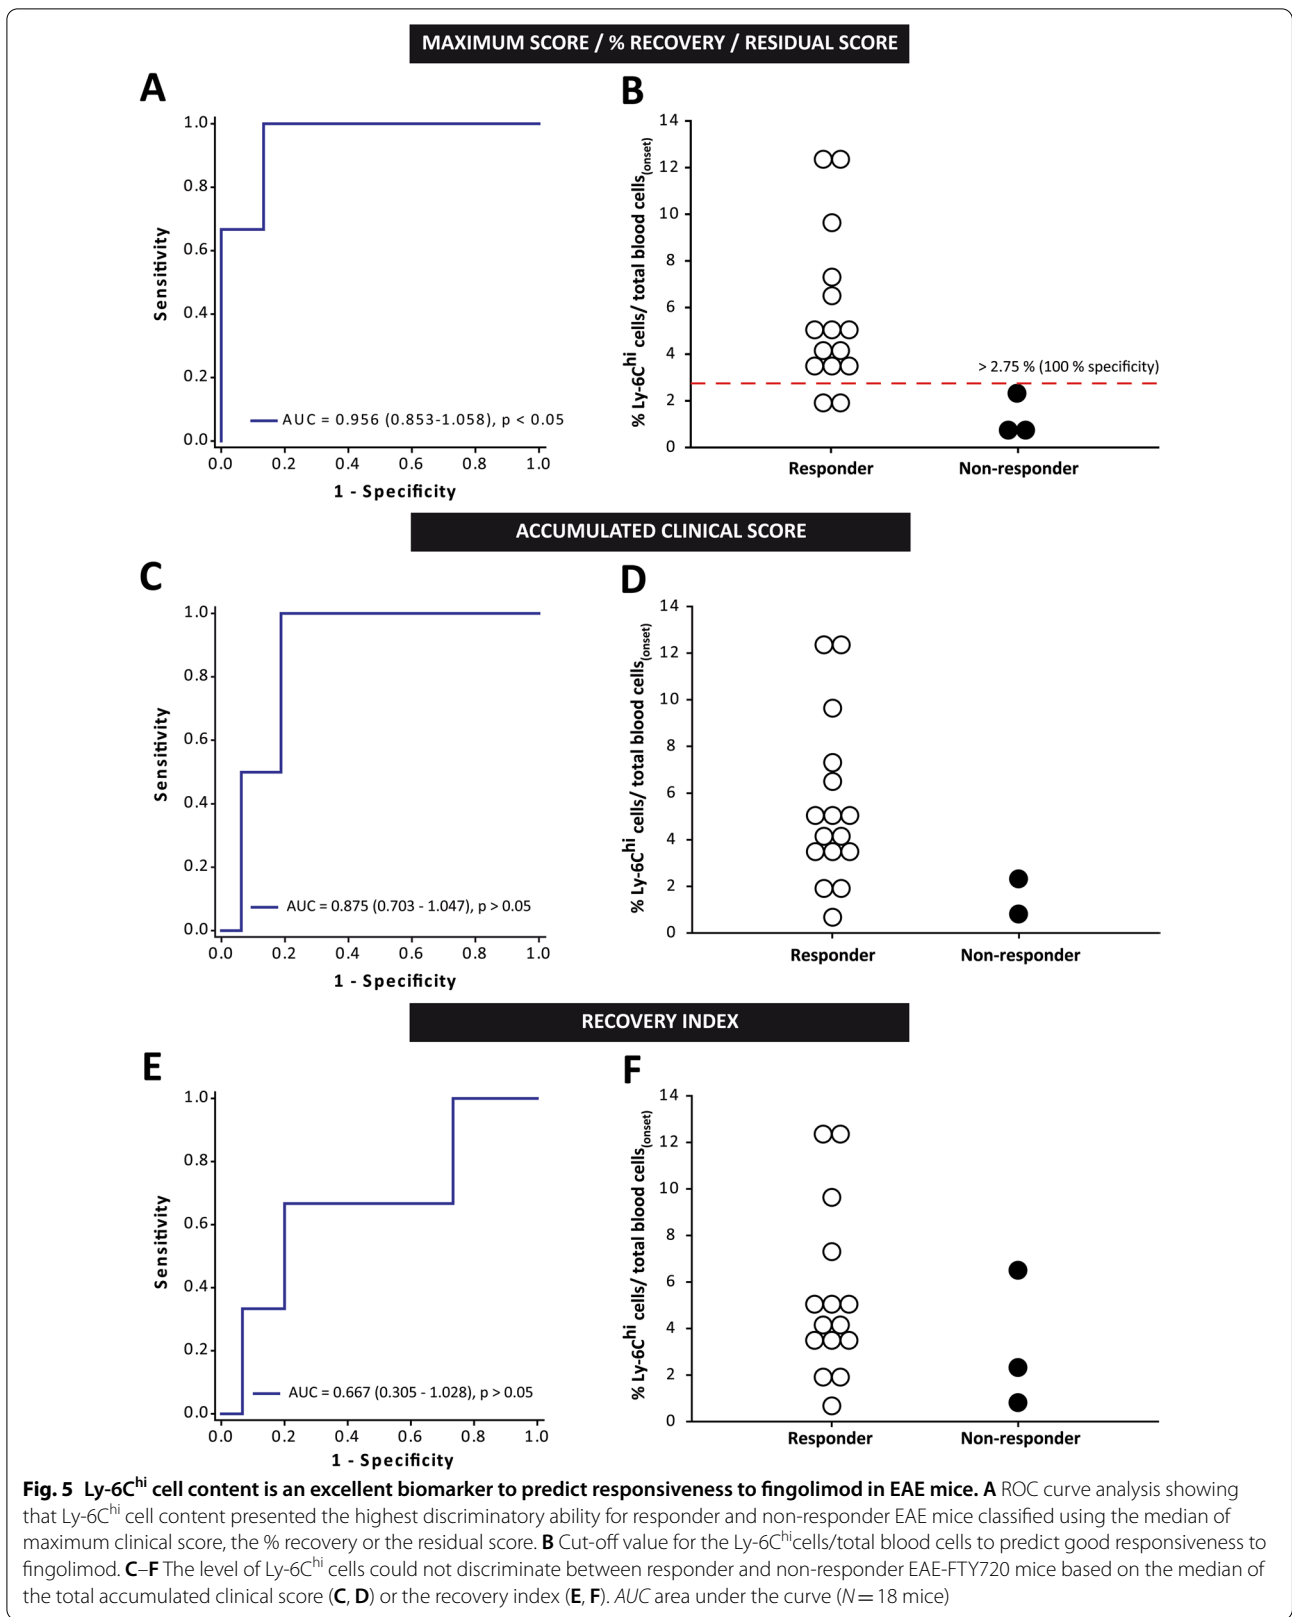 MAXIMUM SCORE / % RECOVERY / RESIDUAL SCORE
A
1.0
0.8
0.6
0.4
0.2
0.0
Sensitivity
AUC = 0.956 (0.853-1.058), p < 0.05
0.0 0.2 0.4 0.6 0.8 1.0
1 - Specificity
B
14
12
10
8
6
4
2
0
% Ly-6Chi cells/ total blood cells(onset)
> 2.75 % (100 % specificity)
Responder Non-responder
ACCUMULATED CLINICAL SCORE
C
1.0
0.8
0.6
0.4
0.2
0.0
Sensitivity
AUC = 0.875 (0.703 - 1.047), p > 0.05
0.0 0.2 0.4 0.6 0.8 1.0
1 - Specificity
D
14
12
10
8
6
4
2
0
% Ly-6Chi cells/ total blood cells(onset)
Responder Non-responder
RECOVERY INDEX
E
1.0
0.8
0.6
0.4
0.2
0.0
Sensitivity
AUC = 0.667 (0.305 - 1.028), p > 0.05
0.0 0.2 0.4 0.6 0.8 1.0
1 - Specificity
F
14
12
10
8
6
4
2
0
% Ly-6Chi cells/ total blood cells(onset)
Responder Non-responder
Fig. 5 Ly-6Chi cell content is an excellent biomarker to predict responsiveness to fingolimod in EAE mice. A ROC curve analysis showing
that Ly-6Chi cell content presented the highest discriminatory ability for responder and non-responder EAE mice classified using the median of
maximum clinical score, the % recovery or the residual score. B Cut-off value for the Ly-6Chicells/total blood cells to predict good responsiveness to
fingolimod. C–F The level of Ly-6Chi cells could not discriminate between responder and non-responder EAE-FTY720 mice based on the median of
the total accumulated clinical score (C, D) or the recovery index (E, F). AUC area under the curve (N = 18 mice)